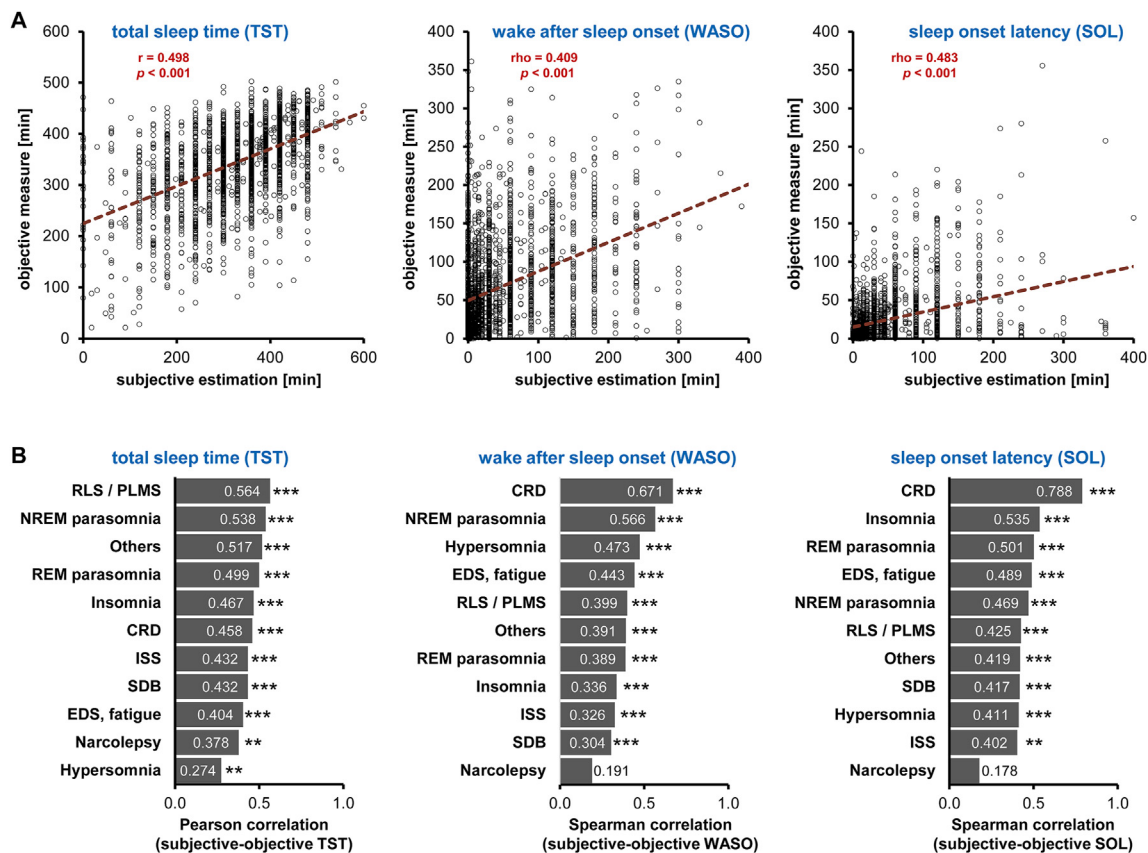 A
total sleep time (TST)
r = 0.498
p < 0.001
objective measure [min]
600
500
400
300
200
100
0
0 200 400 600
subjective estimation [min]
wake after sleep onset (WASO)
rho = 0.409
p < 0.001
objective measure [min]
400
350
300
250
200
150
100
50
0
0 100 200 300 400
subjective estimation [min]
sleep onset latency (SOL)
rho = 0.483
p < 0.001
objective measure [min]
400
350
300
250
200
150
100
50
0
0 100 200 300 400
subjective estimation [min]
B
total sleep time (TST)
RLS / PLMS 0.564 ***
NREM parasomnia 0.538 ***
Others 0.517 ***
REM parasomnia 0.499 ***
Insomnia 0.467 ***
CRD 0.458 ***
ISS 0.432 ***
SDB 0.432 ***
EDS, fatigue 0.404 ***
Narcolepsy 0.378 **
Hypersomnia 0.274 **
0.0 0.5 1.0
Pearson correlation
(subjective-objective TST)
wake after sleep onset (WASO)
CRD 0.671 ***
NREM parasomnia 0.566 ***
Hypersomnia 0.473 ***
EDS, fatigue 0.443 ***
RLS / PLMS 0.399 ***
Others 0.391 ***
REM parasomnia 0.389 ***
Insomnia 0.336 ***
ISS 0.326 ***
SDB 0.304 ***
Narcolepsy 0.191
0.0 0.5 1.0
Spearman correlation
(subjective-objective WASO)
sleep onset latency (SOL)
CRD 0.788 ***
Insomnia 0.535 ***
REM parasomnia 0.501 ***
EDS, fatigue 0.489 ***
NREM parasomnia 0.469 ***
RLS / PLMS 0.425 ***
Others 0.419 ***
SDB 0.417 ***
Hypersomnia 0.411 ***
ISS 0.402 **
Narcolepsy 0.178
0.0 0.5 1.0
Spearman correlation
(subjective-objective SOL)